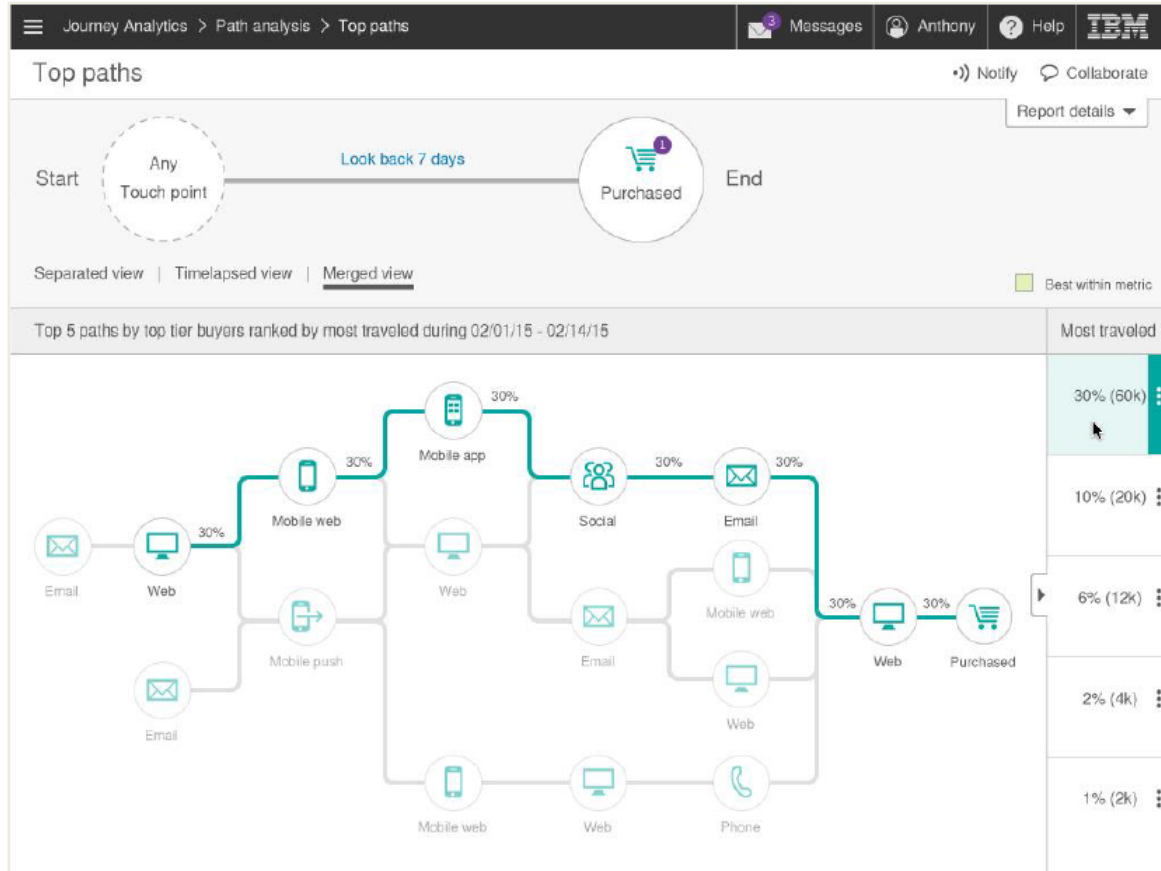 Journey Analytics > Path analysis > Top paths
3
Messages
Anthony
? Help
IBM
Top paths
Notify
Collaborate
Report details
Start
Any
Touch point
Look back 7 days
1
Purchased
End
Separated view | Timelapsed view | Merged view
Best within metric
Top 5 paths by top tier buyers ranked by most traveled during 02/01/15 - 02/14/15
Most traveled
30%
Mobile app
30%
Mobile web
30%
Social
30%
Email
30%
Email
Web
30%
Web
Email
Mobile push
Email
Mobile web
Web
30%
Web
30%
Purchased
Mobile web
Web
Phone
30% (60k)
10% (20k)
6% (12k)
2% (4k)
1% (2k)